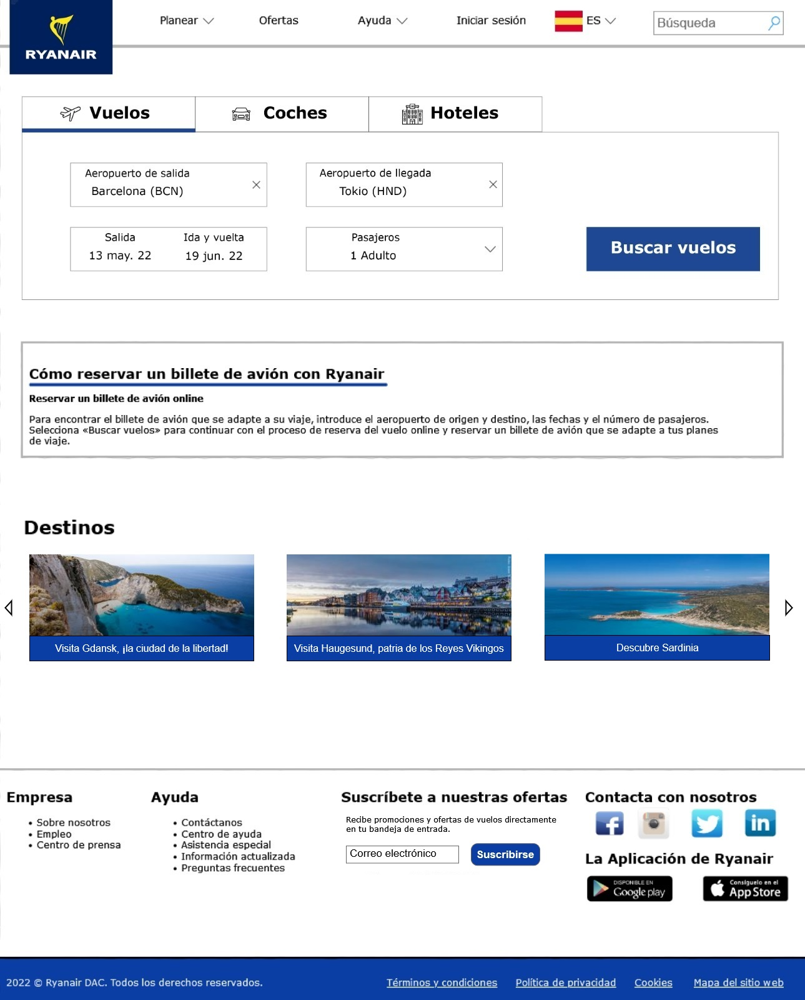 RYANAIR
Planear
Ofertas
Ayuda
Iniciar sesión
ES
Búsqueda
Vuelos
Coches
Hoteles
Aeropuerto de salida
Barcelona (BCN)
Aeropuerto de llegada
Tokio (HND)
Salida
13 may. 22
Ida y vuelta
19 jun. 22
Pasajeros
1 Adulto
Buscar vuelos
Cómo reservar un billete de avión con Ryanair
Reservar un billete de avión online
Para encontrar el billete de avión que se adapte a su viaje, introduce el aeropuerto de origen y destino, las fechas y el número de pasajeros.
Selecciona «Buscar vuelos» para continuar con el proceso de reserva del vuelo online y reservar un billete de avión que se adapte a tus planes
de viaje.
Destinos
Visita Gdansk, ¡la ciudad de la libertad!
Visita Haugesund, patria de los Reyes Vikingos
Descubre Sardinia
Empresa
• Sobre nosotros
• Empleo
• Centro de prensa
Ayuda
• Contáctanos
• Centro de ayuda
• Asistencia especial
• Información actualizada
• Preguntas frecuentes
Suscríbete a nuestras ofertas
Recibe promociones y ofertas de vuelos directamente
en tu bandeja de entrada.
Correo electrónico
Suscribirse
Contacta con nosotros
f
in
La Aplicación de Ryanair
DISPONIBLE EN
Google play
Consíguelo en el
App Store
2022 © Ryanair DAC. Todos los derechos reservados.
Términos y condiciones
Política de privacidad
Cookies
Mapa del sitio web